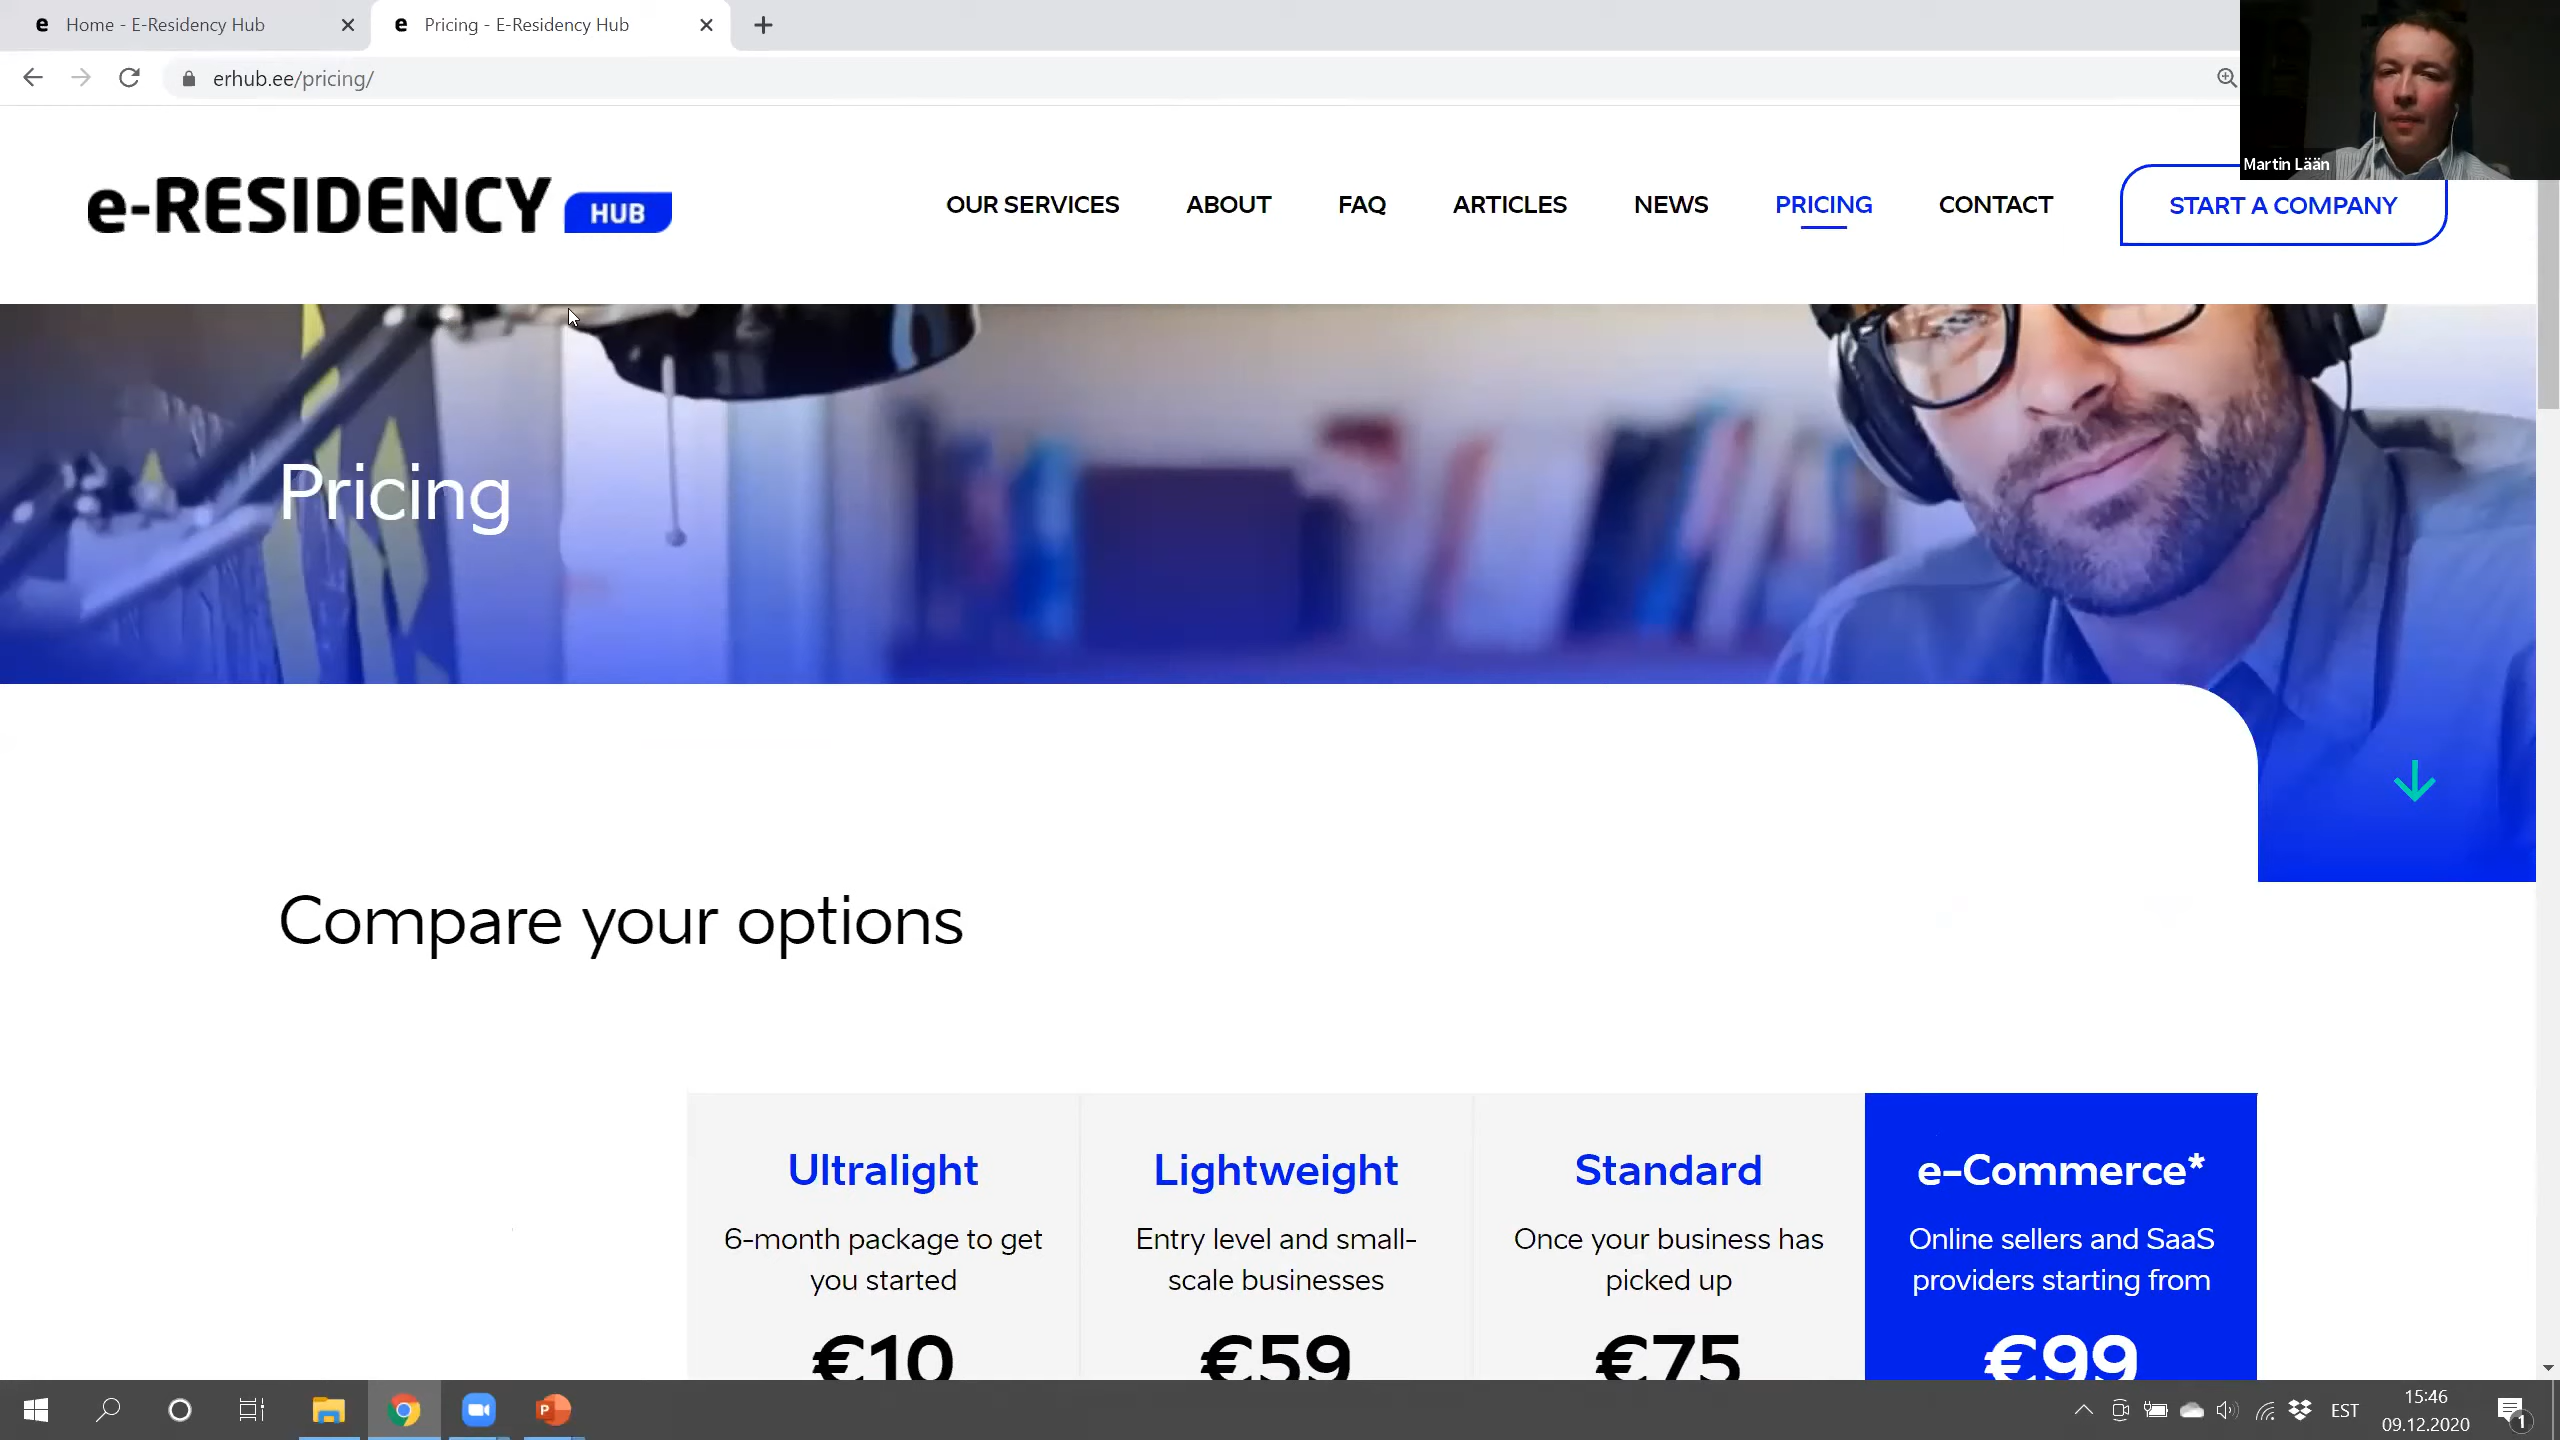 Home - E-Residency Hub
Pricing - E-Residency Hub
erhub.ee/pricing/
Martin Lään
e-RESIDENCY HUB
OUR SERVICES
ABOUT
FAQ
ARTICLES
NEWS
PRICING
CONTACT
START A COMPANY
Pricing
Compare your options
Ultralight
6-month package to get
you started
€10
Lightweight
Entry level and small-
scale businesses
€59
Standard
Once your business has
picked up
€75
e-Commerce*
Online sellers and SaaS
providers starting from
€99
EST
15:46
09.12.2020
1